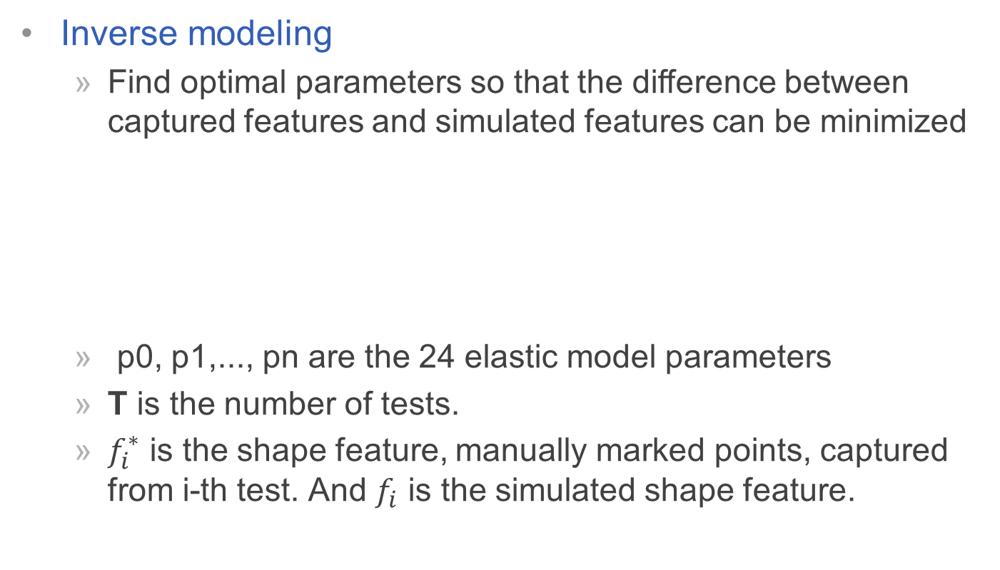 • Inverse modeling
» Find optimal parameters so that the difference between
captured features and simulated features can be minimized
» p0, p1,..., pn are the 24 elastic model parameters
» T is the number of tests.
» 𝑓ᵢ* is the shape feature, manually marked points, captured
from i-th test. And 𝑓ᵢ is the simulated shape feature.